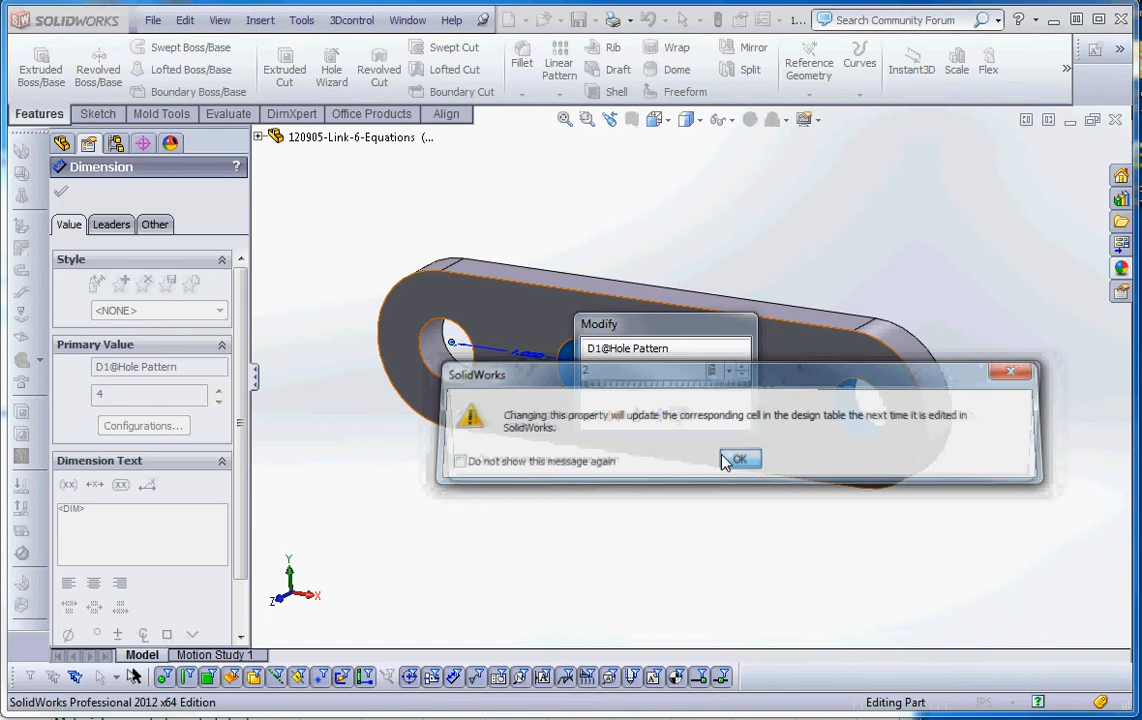 SOLIDWORKS File Edit View Insert Tools 3Dcontrol Window Help 1... Search Community Forum ?
Extruded Boss/Base
Revolved Boss/Base
Swept Boss/Base
Lofted Boss/Base
Boundary Boss/Base
Extruded Cut
Hole Wizard
Revolved Cut
Swept Cut
Lofted Cut
Boundary Cut
Fillet
Linear Pattern
Rib
Draft
Shell
Wrap
Dome
Freeform
Mirror
Split
Reference Geometry
Curves
Instant3D
Scale
Flex
Features Sketch Mold Tools Evaluate DimXpert Office Products Align
120905-Link-6-Equations (...
Dimension ?
Value Leaders Other
Style
<NONE>
Primary Value
D1@Hole Pattern
4
Configurations...
Dimension Text
<DIM>
Modify
D1@Hole Pattern
2
SolidWorks
Changing this property will update the corresponding cell in the design table the next time it is edited in
SolidWorks.
Do not show this message again
OK
Y
X
Z
Model Motion Study 1
SolidWorks Professional 2012 x64 Edition Editing Part IPS ?